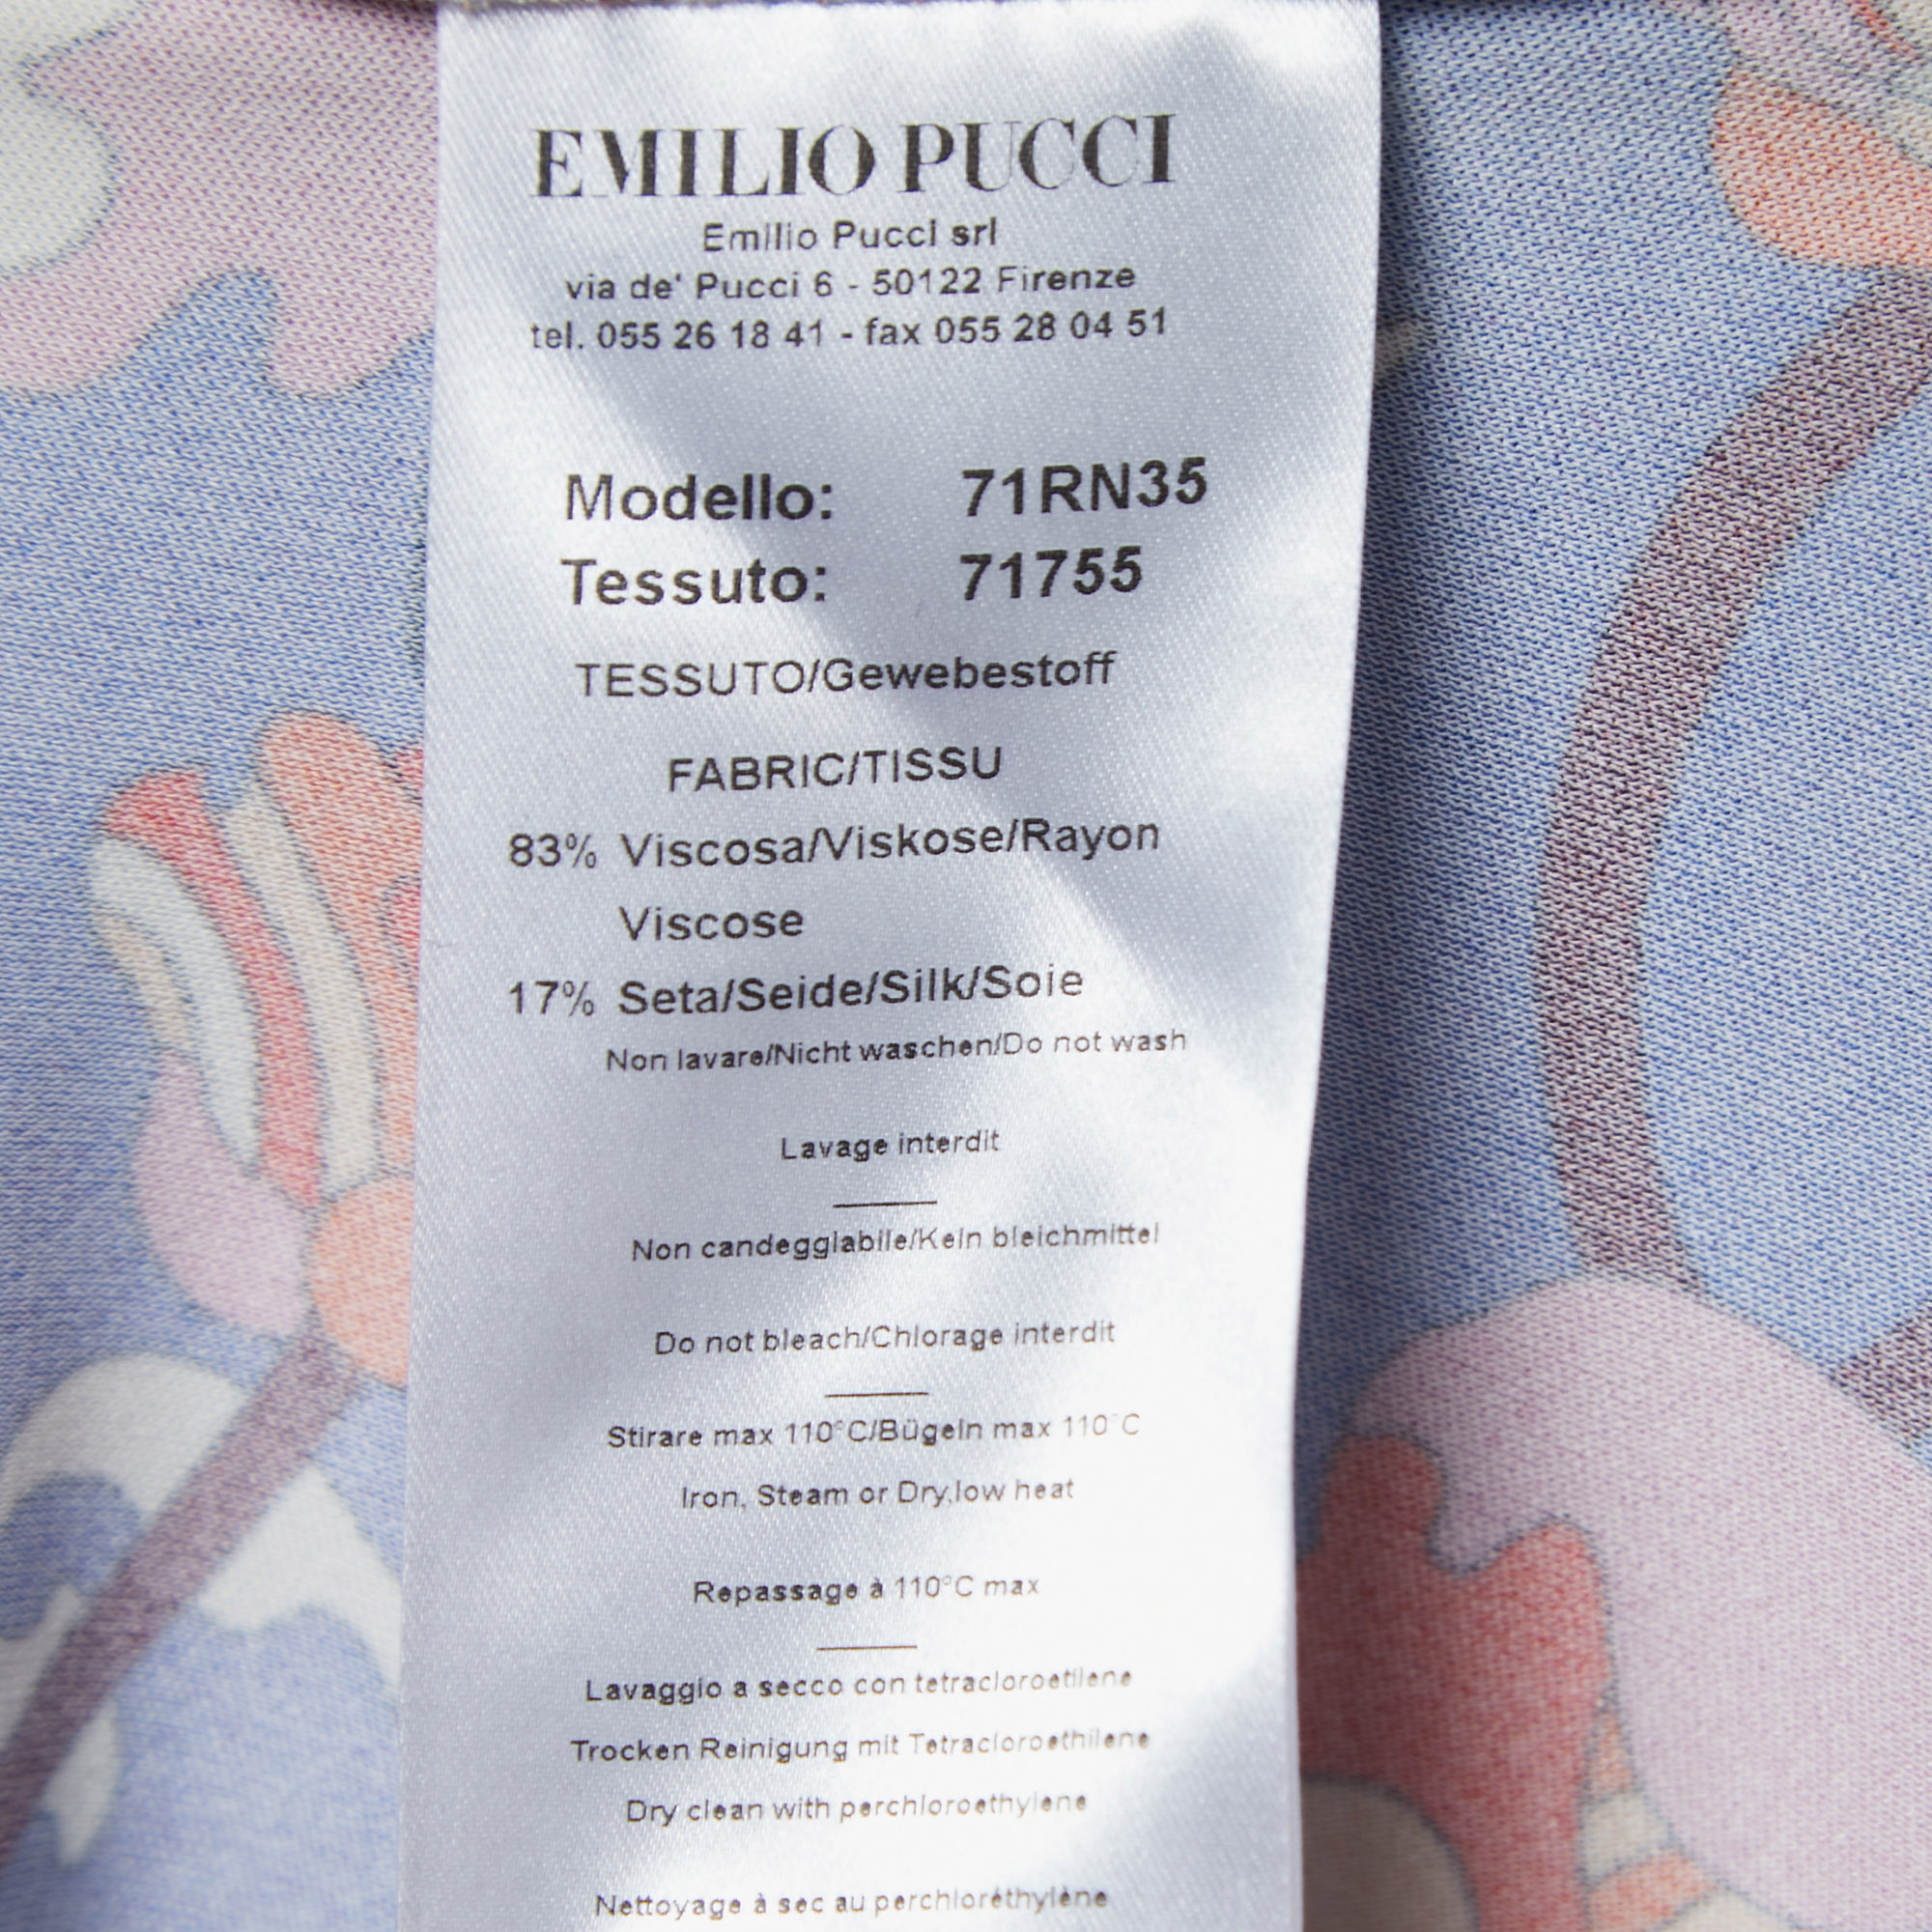 EMILIO PUCCI
Emilio Pucci srl
via de' Pucci 6 - 50122 Firenze
tel. 055 26 18 41 - fax 055 28 04 51
Modello: 71RN35
Tessuto: 71755
TESSUTO/Gewebestoff
FABRIC/TISSU
83% Viscosa/Viskose/Rayon
Viscose
17% Seta/Seide/Silk/Soie
Non lavare/Nicht waschen/Do not wash
Lavage interdit
Non candeggiabile/Kein bleichmittel
Do not bleach/Chlorage interdit
Stirare max 110°C/Bügeln max 110°C
Iron, Steam or Dry,low heat
Repassage à 110°C max
Lavaggio a secco con tetracloroetilene
Trocken Reinigung mit Tetracloroethilene
Dry clean with perchloroethylene
Nettoyage à sec au perchloréthylène